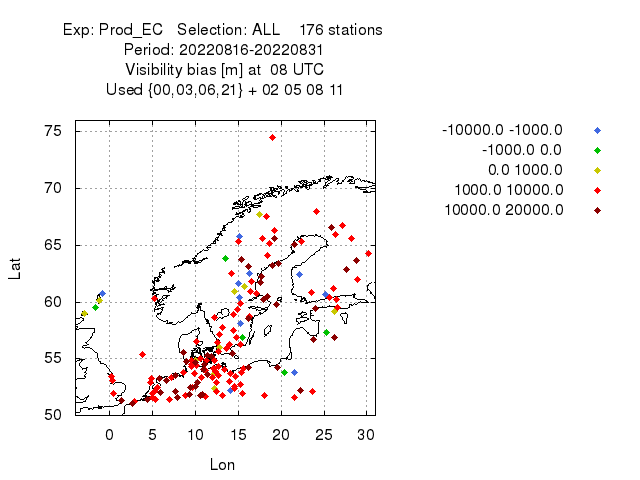 Exp: Prod_EC Selection: ALL 176 stations
Period: 20220816-20220831
Visibility bias [m] at 08 UTC
Used {00,03,06,21} + 02 05 08 11
-10000.0 -1000.0
-1000.0 0.0
0.0 1000.0
1000.0 10000.0
10000.0 20000.0
75
70
65
60
55
50
Lat
0 5 10 15 20 25 30
Lon